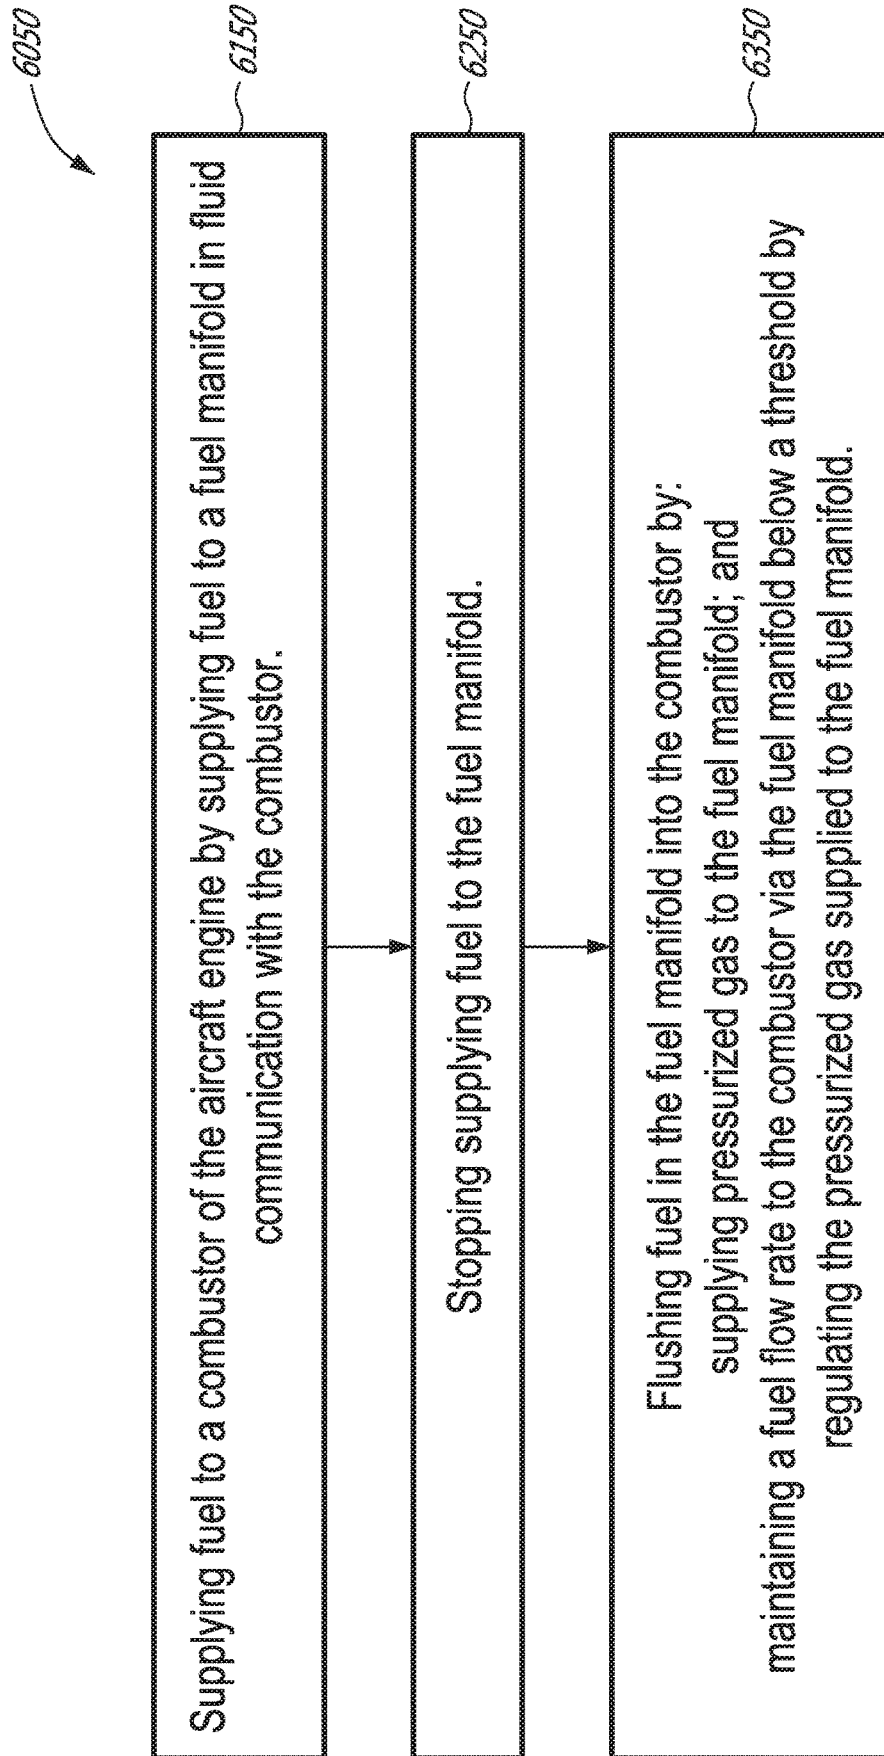 6050
6150
Supplying fuel to a combustor of the aircraft engine by supplying fuel to a fuel manifold in fluid
communication with the combustor.
6250
Stopping supplying fuel to the fuel manifold.
6350
Flushing fuel in the fuel manifold into the combustor by:
supplying pressurized gas to the fuel manifold; and
maintaining a fuel flow rate to the combustor via the fuel manifold below a threshold by
regulating the pressurized gas supplied to the fuel manifold.